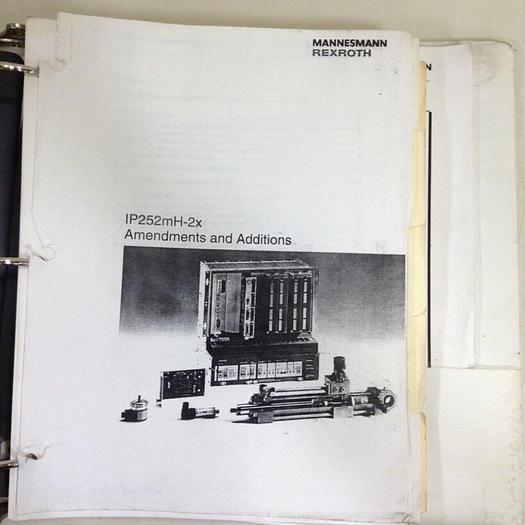 MANNESMANN
REXROTH
N
IP252mH-2x
Amendments and Additions